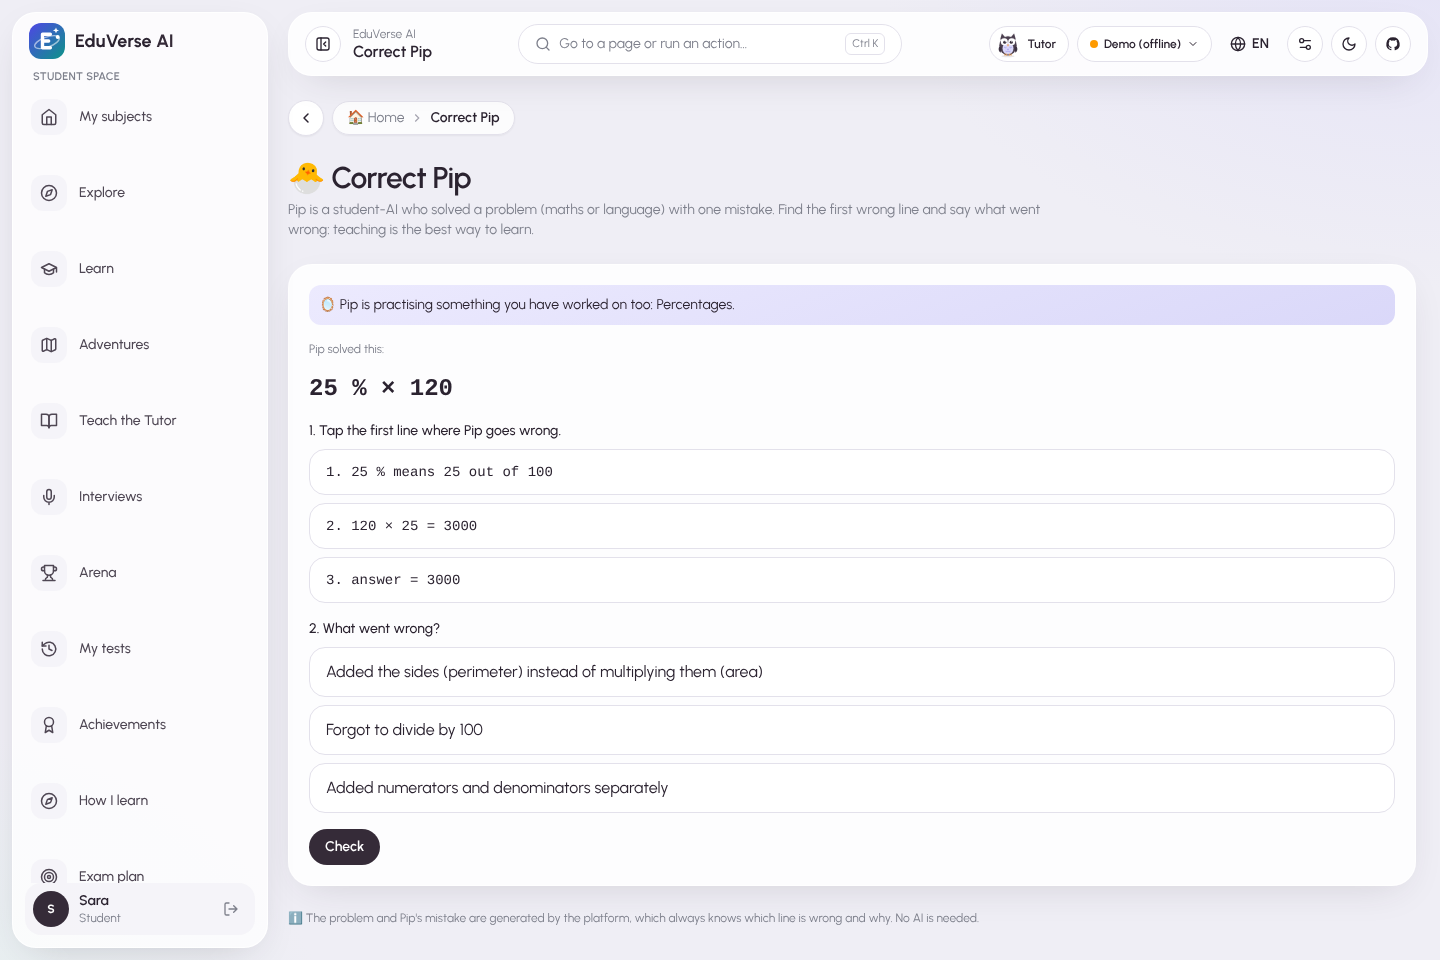 EduVerse AI
STUDENT SPACE
My subjects
Explore
Learn
Adventures
Teach the Tutor
Interviews
Arena
My tests
Achievements
How I learn
Exam plan
S
Sara
Student
EduVerse AI
Correct Pip
Go to a page or run an action...
Ctrl K
Tutor
Demo (offline)
EN
Home
Correct Pip
Correct Pip
Pip is a student-AI who solved a problem (maths or language) with one mistake. Find the first wrong line and say what went
wrong: teaching is the best way to learn.
Pip is practising something you have worked on too: Percentages.
Pip solved this:
25 % × 120
1. Tap the first line where Pip goes wrong.
1. 25 % means 25 out of 100
2. 120 × 25 = 3000
3. answer = 3000
2. What went wrong?
Added the sides (perimeter) instead of multiplying them (area)
Forgot to divide by 100
Added numerators and denominators separately
Check
The problem and Pip's mistake are generated by the platform, which always knows which line is wrong and why. No AI is needed.